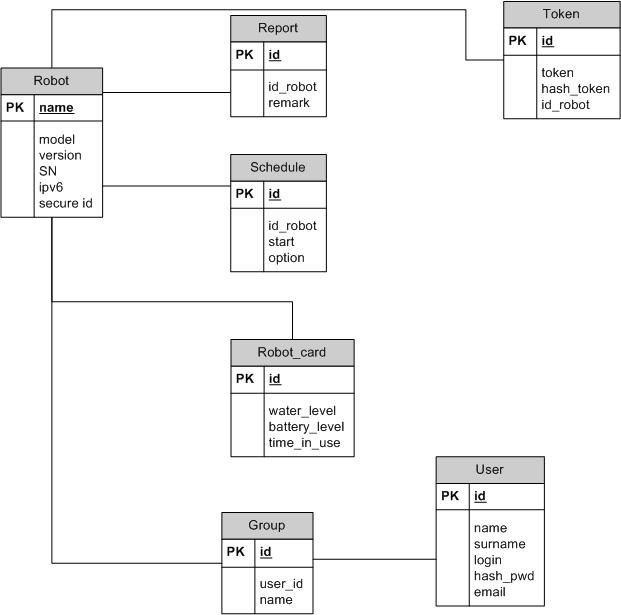 Token
PK id
token
hash_token
id_robot
Report
PK id
id_robot
remark
Robot
PK name
model
version
SN
ipv6
secure id
Schedule
PK id
id_robot
start
option
Robot_card
PK id
water_level
battery_level
time_in_use
User
PK id
name
surname
login
hash_pwd
email
Group
PK id
user_id
name